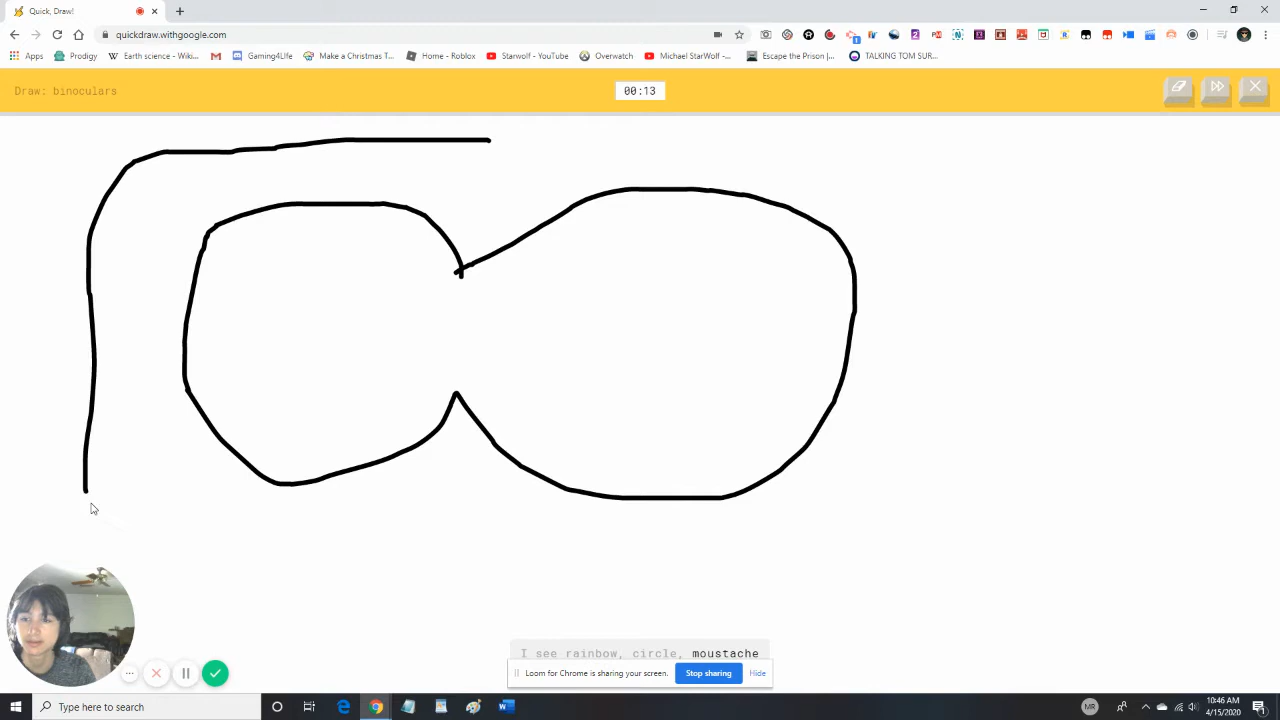 Quick, Draw!
quickdraw.withgoogle.com
Apps Prodigy Earth science - Wiki... Gaming4Life Make a Christmas T... Home - Roblox Starwolf - YouTube Overwatch Michael StarWolf -... Escape the Prison |... TALKING TOM SUR...
Draw: binoculars
00:13
I see rainbow, circle, moustache
Loom for Chrome is sharing your screen. Stop sharing Hide
Type here to search
MR
10:46 AM
4/15/2020